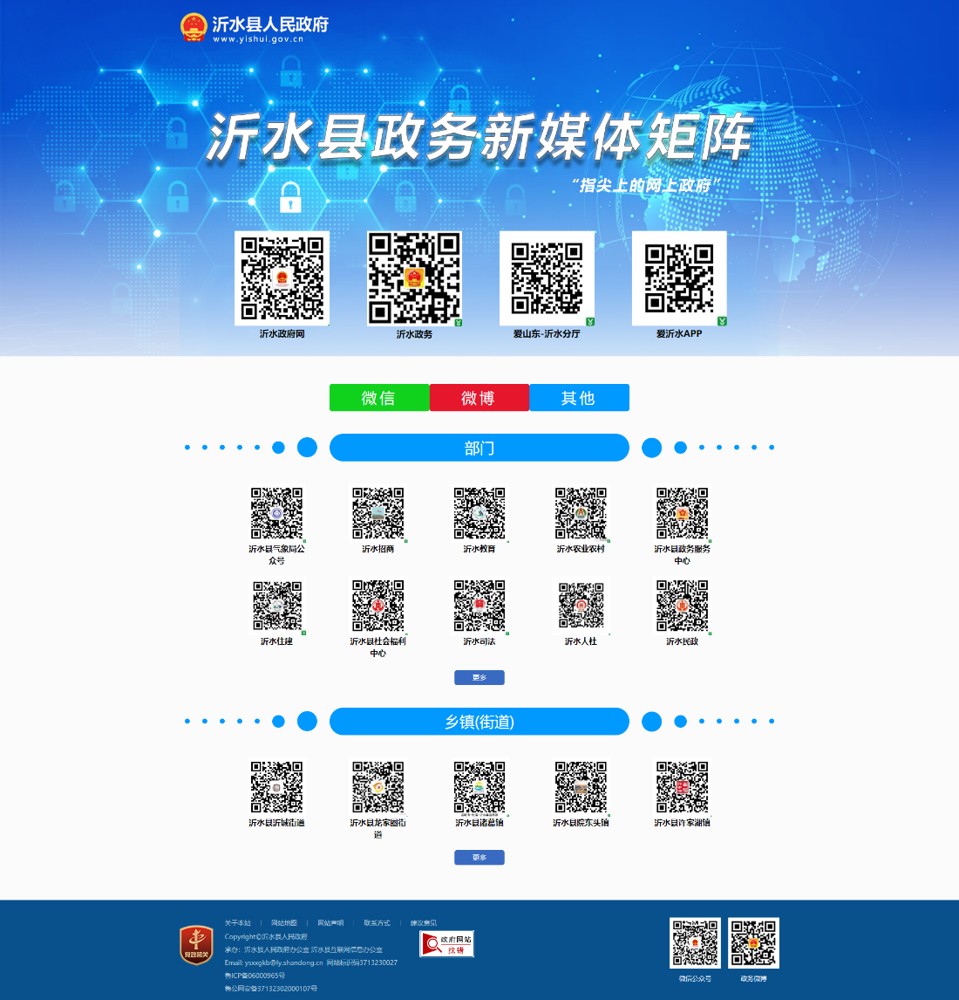 沂水县人民政府
www.yishui.gov.cn
沂水县政务新媒体矩阵
“指尖上的网上政府”
沂水政府网
沂水政务
爱山东-沂水分厅
爱沂水APP
微信
微博
其他
部门
沂水县气象局公
众号
沂水招商
沂水教育
沂水农业农村
沂水县政务服务
中心
沂水住建
沂水县社会福利
中心
沂水司法
沂水人社
沂水民政
更多
乡镇(街道)
沂水县沂城街道
沂水县龙家圈街
道
沂水县诸葛镇
沂水县院东头镇
沂水县许家湖镇
更多
关于本站 | 网站地图 | 网站声明 | 联系方式 | 建议意见
Copyright©沂水县人民政府
承办：沂水县人民政府办公室 沂水县互联网信息办公室
Email: ysxxgkb@ly.shandong.cn 网站标识码3713230027
鲁ICP备06000965号
鲁公网安备37132302000107号
党政机关
政府网站
找错
微信公众号
政务微博